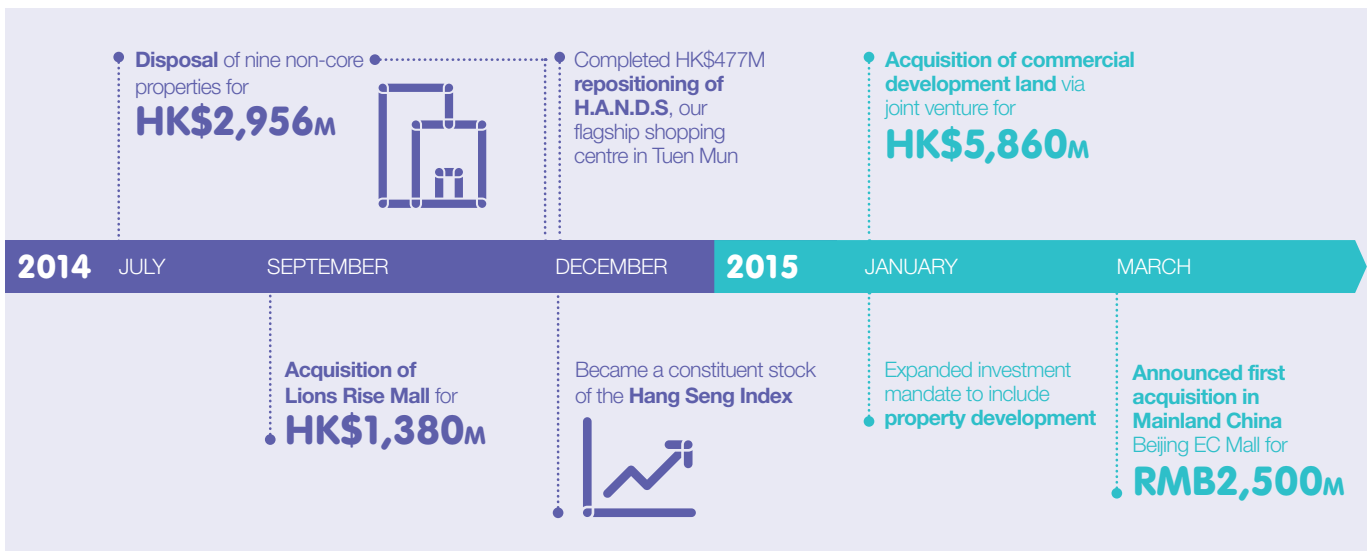 Disposal of nine non-core
properties for
HK$2,956M
Completed HK$477M
repositioning of
H.A.N.D.S, our
flagship shopping
centre in Tuen Mun
Acquisition of commercial
development land via
joint venture for
HK$5,860M
2014 JULY SEPTEMBER DECEMBER 2015 JANUARY MARCH
Acquisition of
Lions Rise Mall for
HK$1,380M
Became a constituent stock
of the Hang Seng Index
Expanded investment
mandate to include
property development
Announced first
acquisition in
Mainland China
Beijing EC Mall for
RMB2,500M